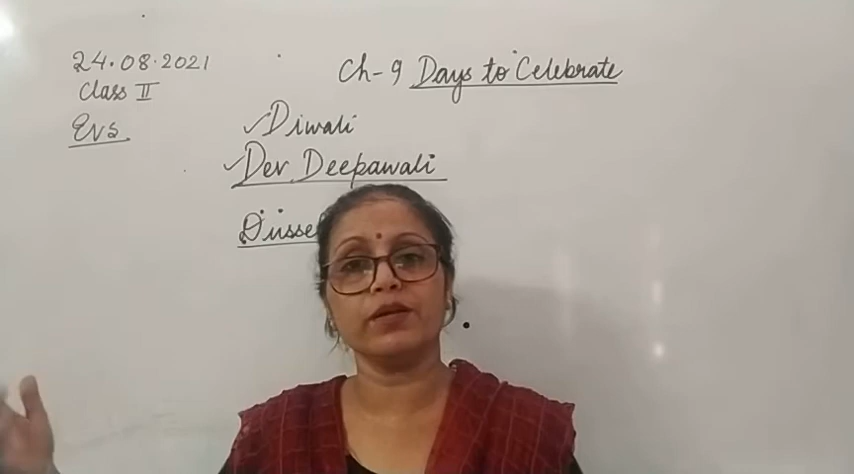 24.08.2021
Class II
Evs.
Ch-9 Days to Celebrate
Diwali
Dev Deepawali